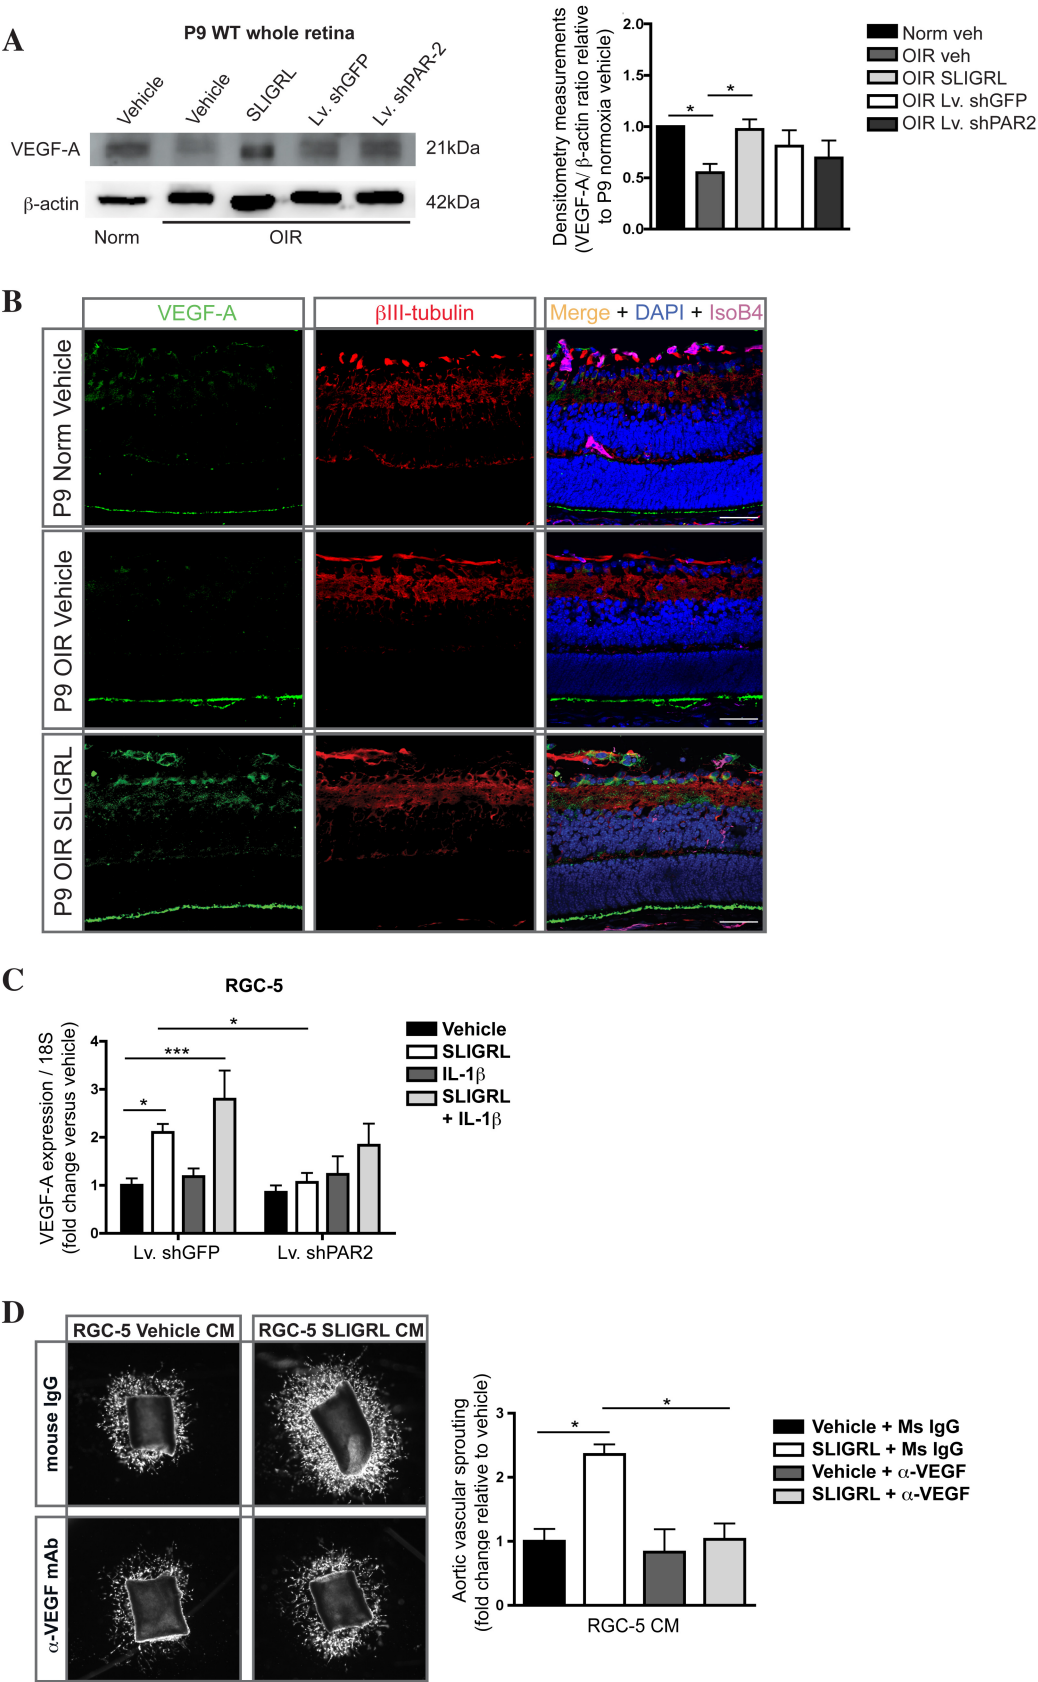 A
P9 WT whole retina
Vehicle
Vehicle
SLIGRL
Lv. shGFP
Lv. shPAR-2
VEGF-A
21kDa
β-actin
42kDa
Norm
OIR
Densitometry measurements
(VEGF-A/ β-actin ratio relative
to P9 normoxia vehicle)
2.0
1.5
1.0
0.5
0.0
*
*
Norm veh
OIR veh
OIR SLIGRL
OIR Lv. shGFP
OIR Lv. shPAR2
B
VEGF-A
βIII-tubulin
Merge + DAPI + IsoB4
P9 Norm Vehicle
P9 OIR Vehicle
P9 OIR SLIGRL
C
RGC-5
VEGF-A expression / 18S
(fold change versus vehicle)
4
3
2
1
0
*
***
*
Lv. shGFP
Lv. shPAR2
Vehicle
SLIGRL
IL-1β
SLIGRL
+ IL-1β
D
RGC-5 Vehicle CM
RGC-5 SLIGRL CM
mouse IgG
α-VEGF mAb
Aortic vascular sprouting
(fold change relative to vehicle)
3
2
1
0
*
*
RGC-5 CM
Vehicle + Ms IgG
SLIGRL + Ms IgG
Vehicle + α-VEGF
SLIGRL + α-VEGF